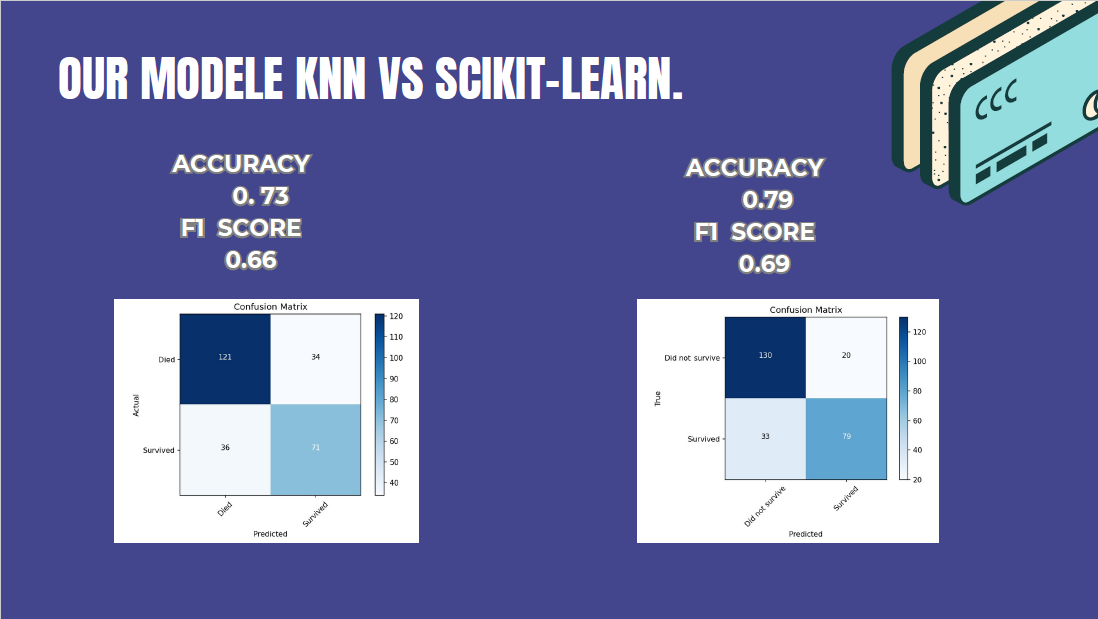 OUR MODELE KNN VS SCIKIT-LEARN.
ACCURACY
0. 73
F1 SCORE
0.66
Confusion Matrix
Died
Survived
Actual
121
34
36
71
Died
Survived
Predicted
120
110
100
90
80
70
60
50
40
ACCURACY
0.79
F1 SCORE
0.69
Confusion Matrix
Did not survive
Survived
True
130
20
33
79
Did not survive
Survived
Predicted
120
100
80
60
40
20
CCC